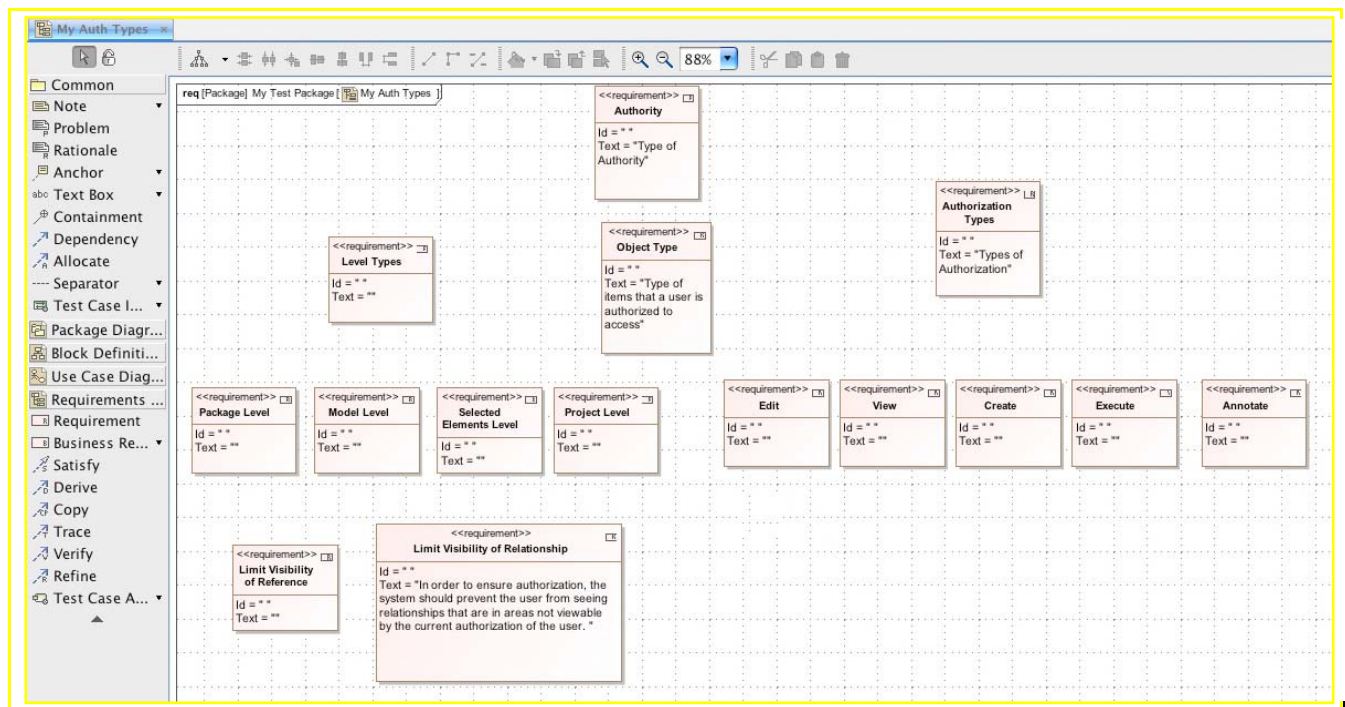 My Auth Types ×
88%
Common
Note
Problem
Rationale
Anchor
abc Text Box
Containment
Dependency
Allocate
---- Separator
Test Case I...
Package Diagr...
Block Definiti...
Use Case Diag...
Requirements ...
Requirement
Business Re...
Satisfy
Derive
Copy
Trace
Verify
Refine
Test Case A...
req [Package] My Test Package [ My Auth Types ]
<<requirement>>
Authority
Id = " "
Text = "Type of
Authority"
<<requirement>>
Authorization
Types
Id = " "
Text = "Types of
Authorization"
<<requirement>>
Object Type
Id = " "
Text = "Type of
items that a user is
authorized to
access"
<<requirement>>
Level Types
Id = " "
Text = ""
<<requirement>>
Package Level
Id = " "
Text = ""
<<requirement>>
Model Level
Id = " "
Text = ""
<<requirement>>
Selected
Elements Level
Id = " "
Text = ""
<<requirement>>
Project Level
Id = " "
Text = ""
<<requirement>>
Edit
Id = " "
Text = ""
<<requirement>>
View
Id = " "
Text = ""
<<requirement>>
Create
Id = " "
Text = ""
<<requirement>>
Execute
Id = " "
Text = ""
<<requirement>>
Annotate
Id = " "
Text = ""
<<requirement>>
Limit Visibility
of Reference
Id = " "
Text = ""
<<requirement>>
Limit Visibility of Relationship
Id = " "
Text = "In order to ensure authorization, the
system should prevent the user from seeing
relationships that are in areas not viewable
by the current authorization of the user. "